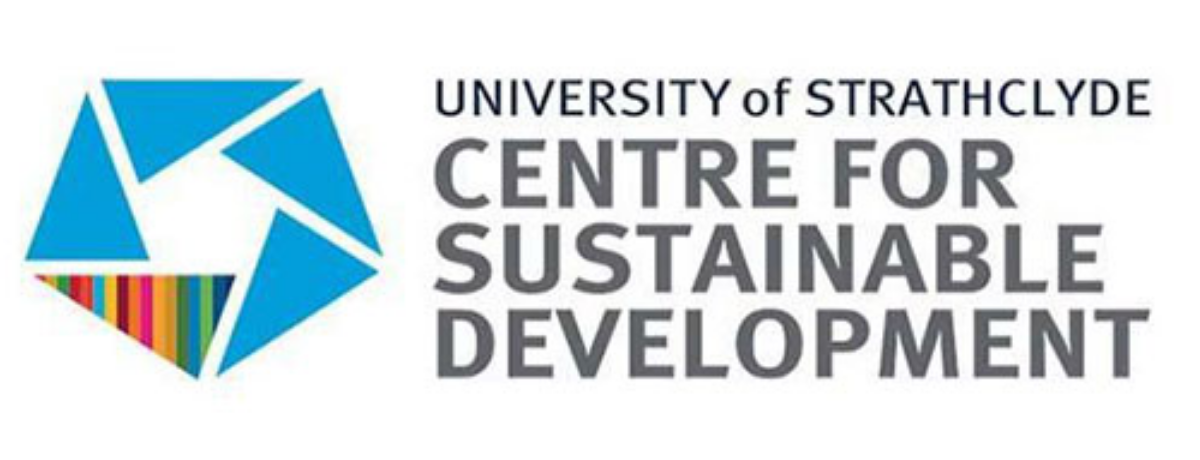 UNIVERSITY of STRATHCLYDE
CENTRE FOR
SUSTAINABLE
DEVELOPMENT